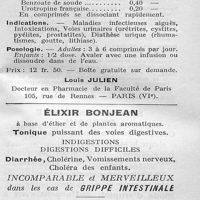 Benzoate de soude ........ 0,40 —
Urotropine française ...... 0,20 —
En comprimés se dissociant rapidement.
Indications. — Maladies infectieuses aiguës,
Intoxications, Voies urinaires (urétrites, cystites,
pyélites, prostatites), Diathèse urique (rhuma-
tismes, goutte, lithiase).
Posologie. — Adultes : 3 à 6 comprimés par jour.
Enfants : 1/2 dose. Avaler avec une infusion ou
dissoudre dans de l'eau.
Prix : 12 fr. 50. — Boîte gratuite sur demande.
Louis JULIEN
Docteur en Pharmacie de la Faculté de Paris
105, rue de Rennes — PARIS (VIe).
ÉLIXIR BONJEAN
à base d'éther et de plantes aromatiques.
Tonique puissant des voies digestives.
INDIGESTIONS
DIGESTIONS DIFFICILES
Diarrhée, Cholérine, Vomissements nerveux,
Choléra des enfants.
INCOMPARABLE et MERVEILLEUX
dans les cas de GRIPPE INTESTINALE